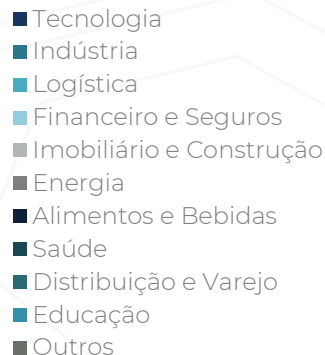 Tecnologia
Indústria
Logística
Financeiro e Seguros
Imobiliário e Construção
Energia
Alimentos e Bebidas
Saúde
Distribuição e Varejo
Educação
Outros